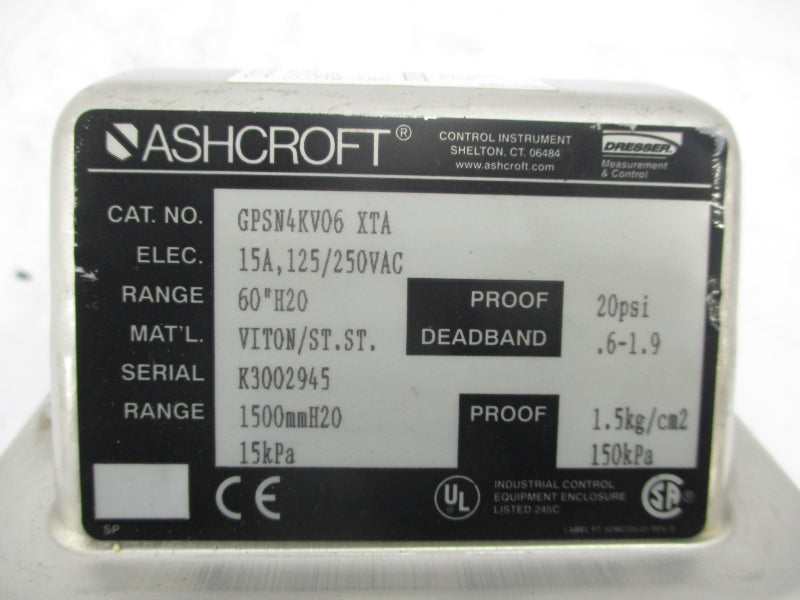 ASHCROFT®
CONTROL INSTRUMENT
SHELTON. CT. 06484
www.ashcroft.com
DRESSER
Measurement
& Control
CAT. NO. GPSN4KV06 XTA
ELEC. 15A,125/250VAC
RANGE 60"H20 PROOF 20psi
MAT'L. VITON/ST.ST. DEADBAND .6-1.9
SERIAL K3002945
RANGE 1500mmH20 PROOF 1.5kg/cm2
15kPa 150kPa
SP
CE
UL
INDUSTRIAL CONTROL
EQUIPMENT ENCLOSURE
LISTED 245C
SA®